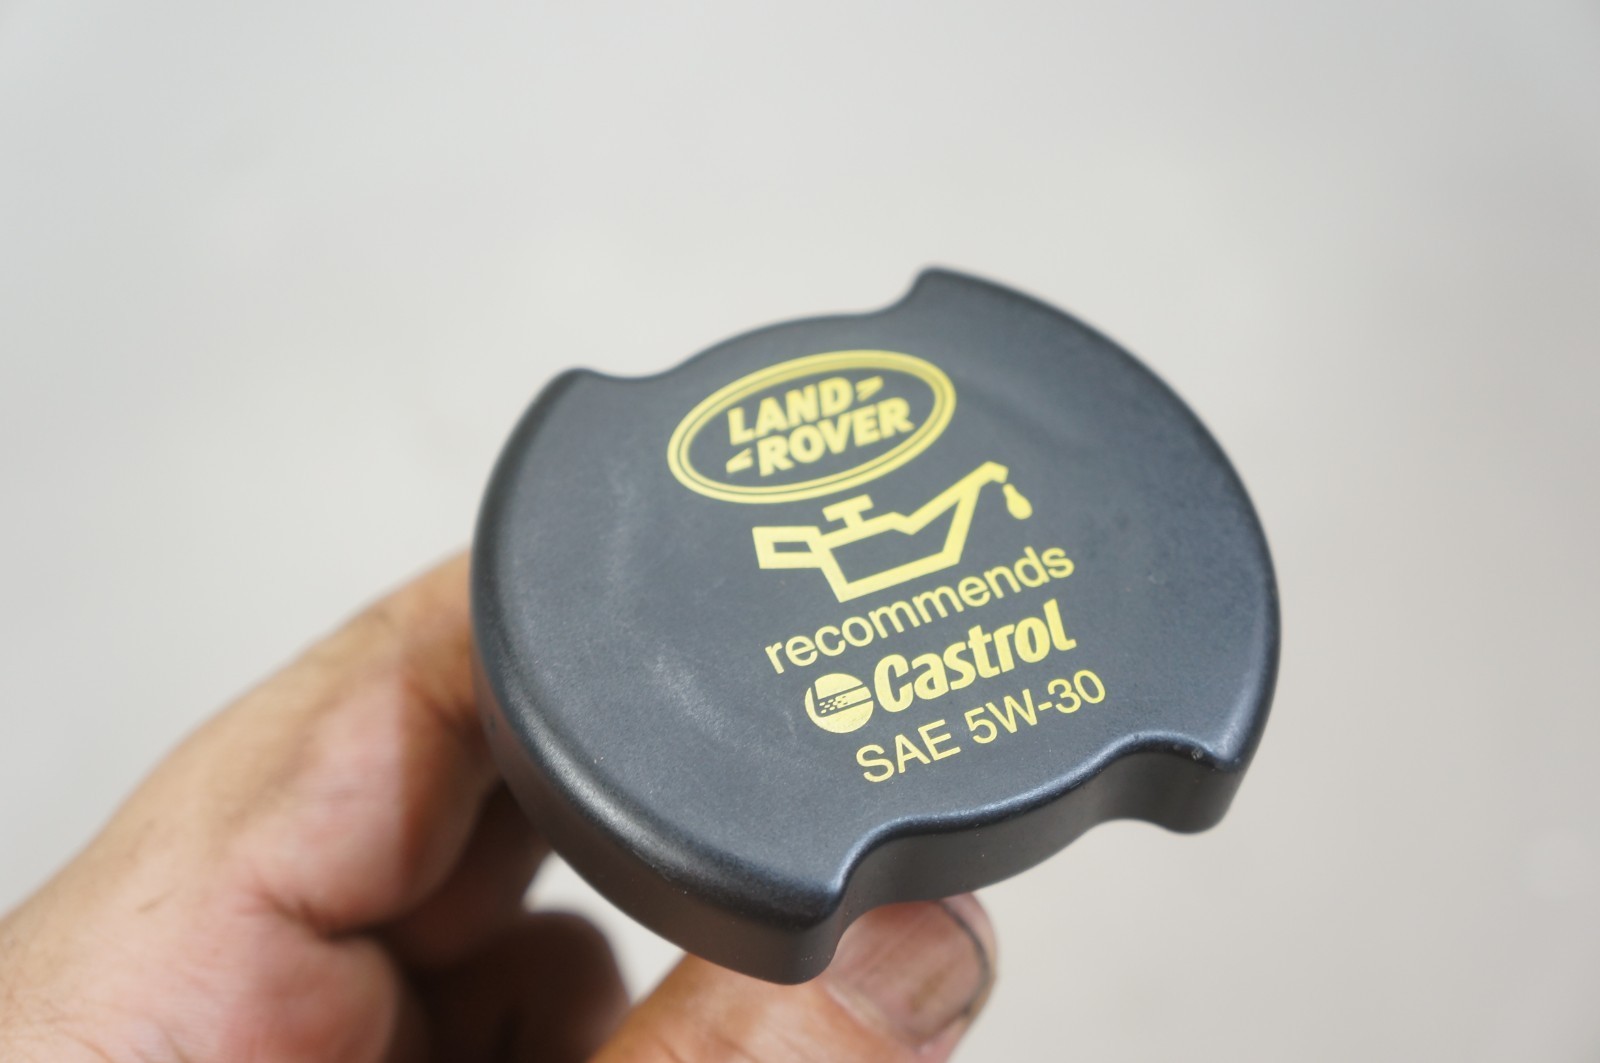 LAND
ROVER
recommends
Castrol
SAE 5W-30